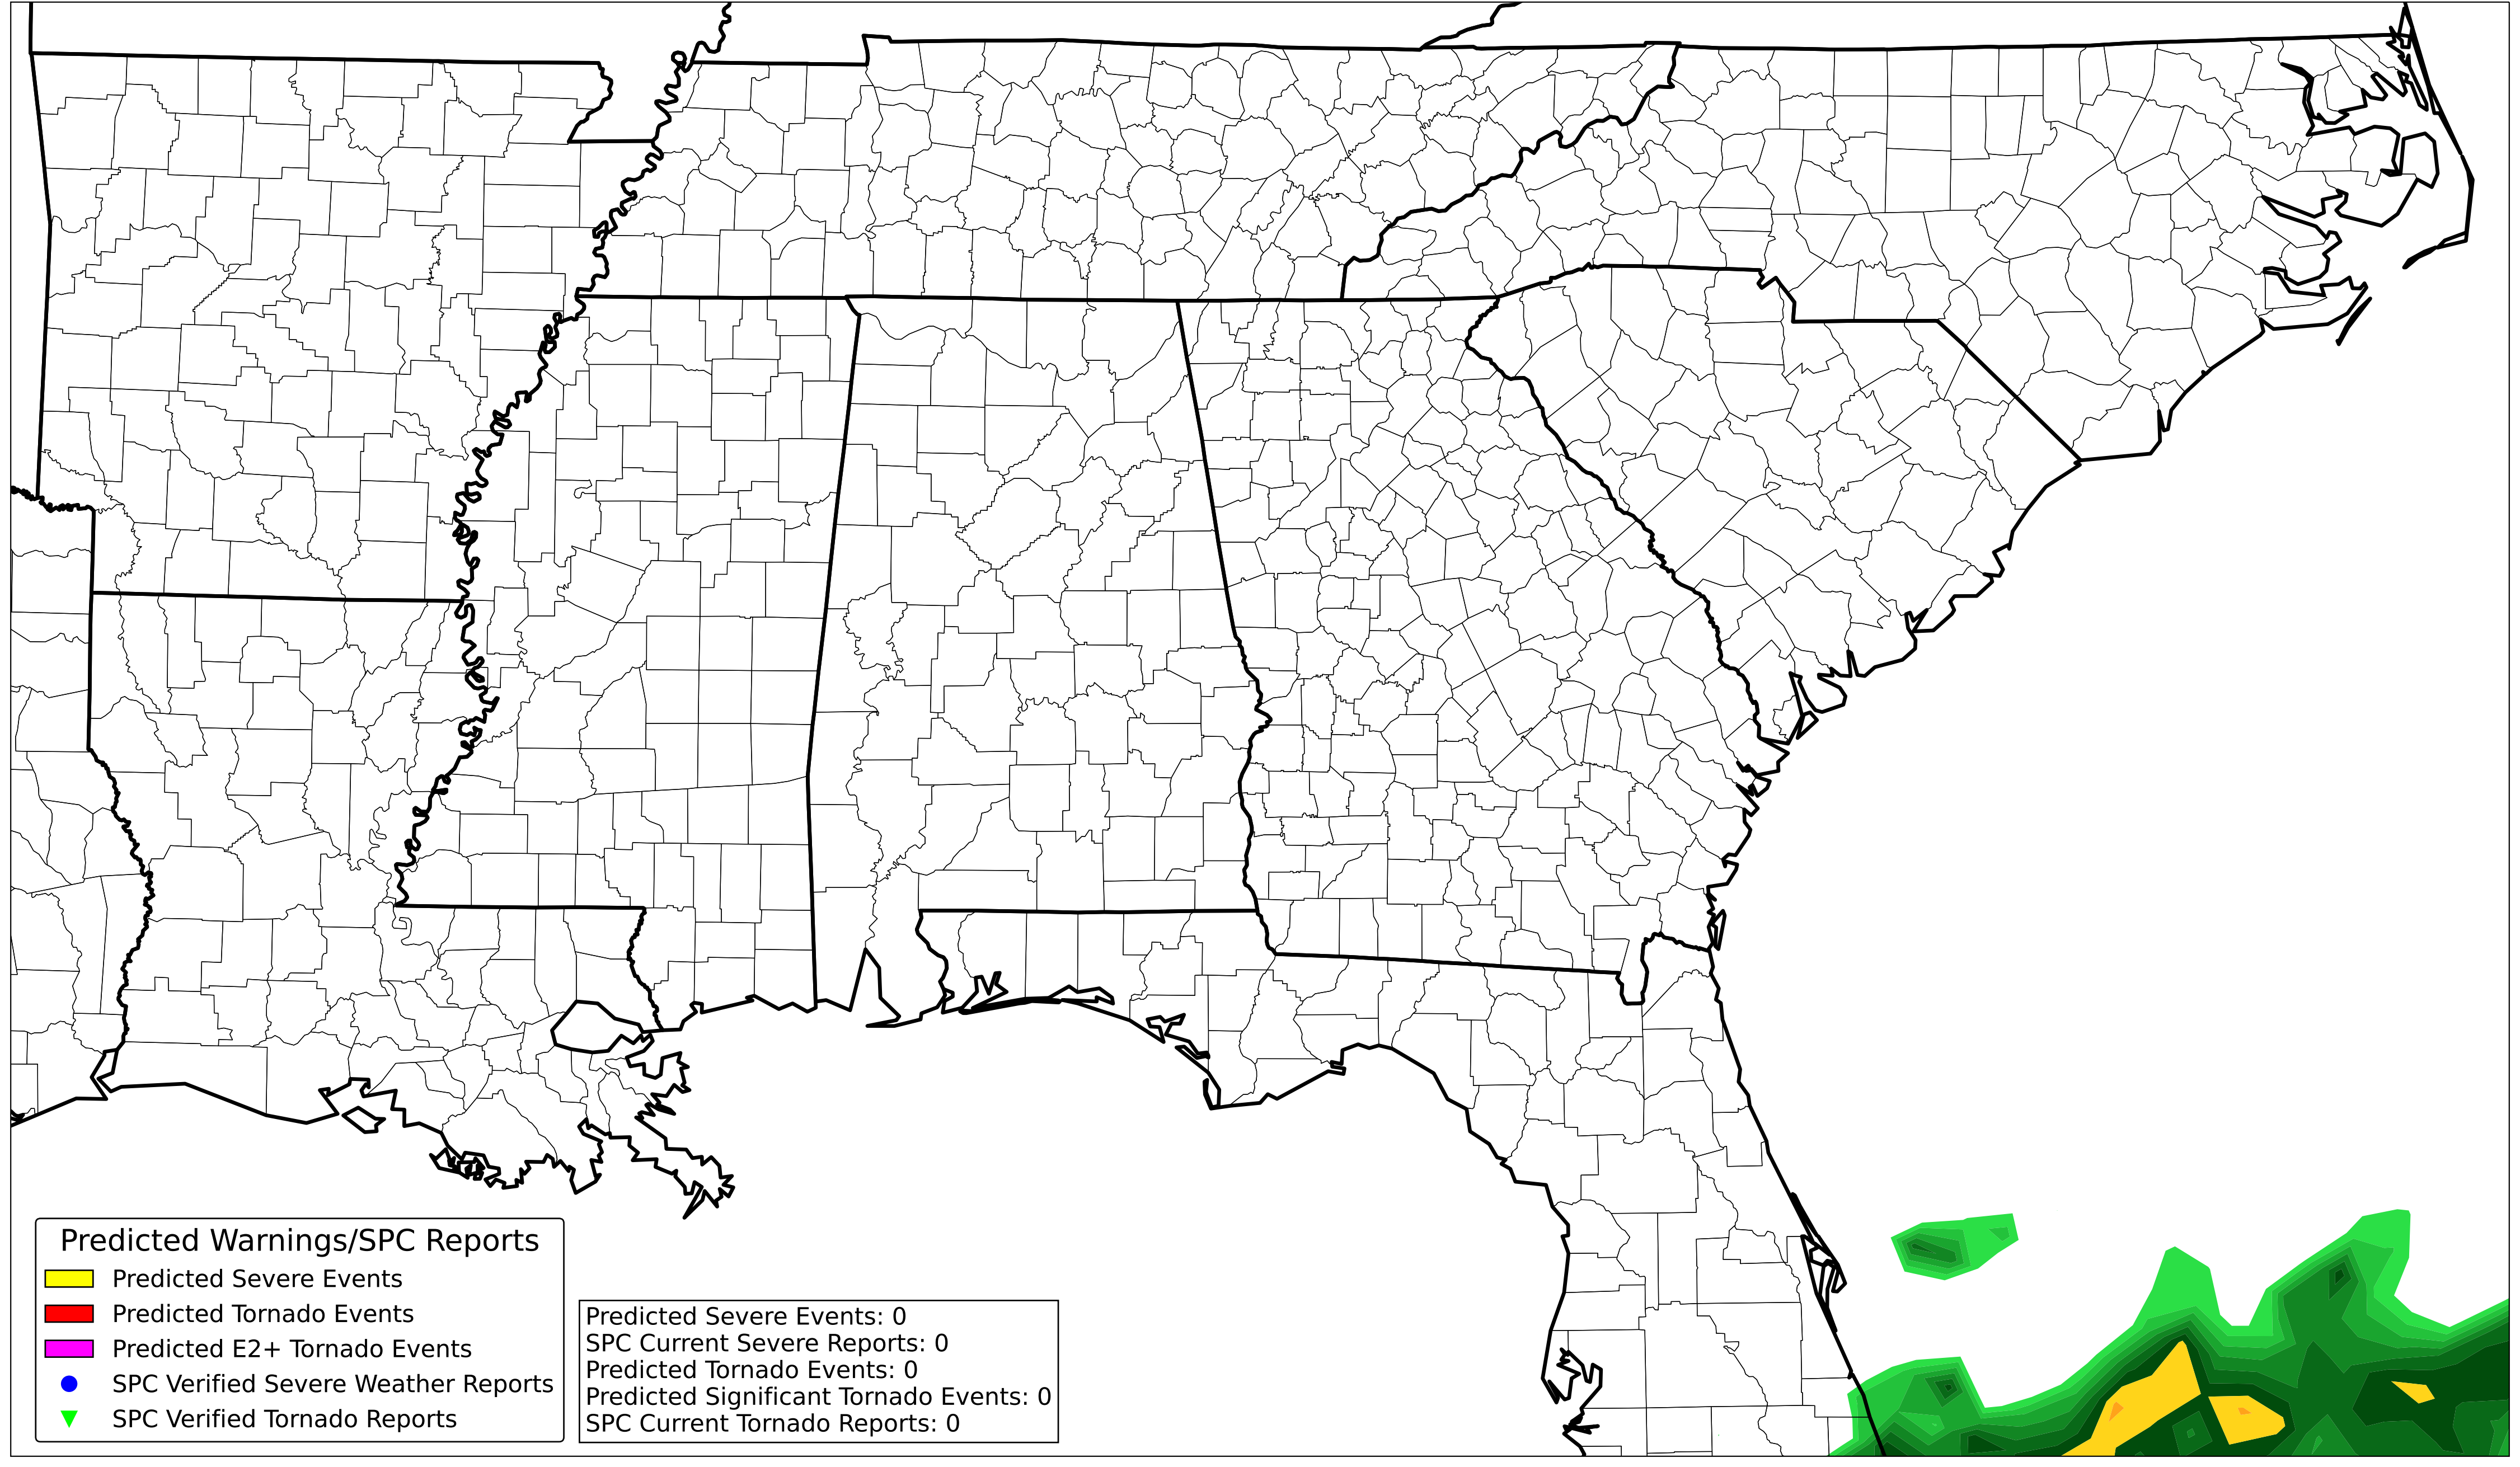 Predicted Warnings/SPC Reports
Predicted Severe Events
Predicted Tornado Events
Predicted E2+ Tornado Events
SPC Verified Severe Weather Reports
SPC Verified Tornado Reports
Predicted Severe Events: 0
SPC Current Severe Reports: 0
Predicted Tornado Events: 0
Predicted Significant Tornado Events: 0
SPC Current Tornado Reports: 0